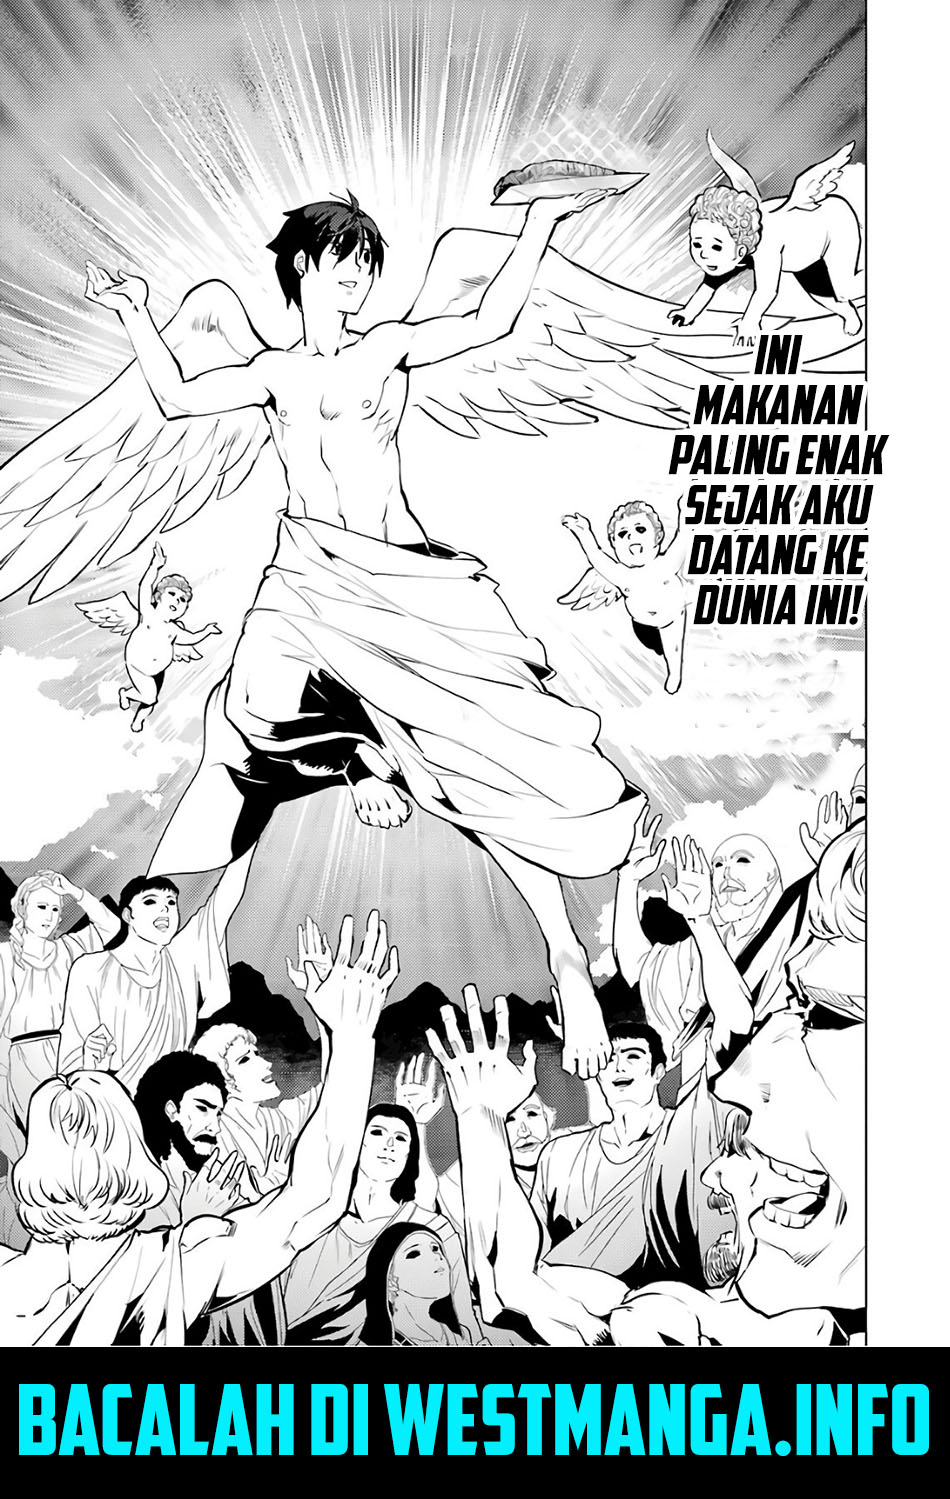 INI
MAKANAN
PALING ENAK
SEJAK AKU
DATANG KE
DUNIA INI!
BACALAH DI WESTMANGA.INFO